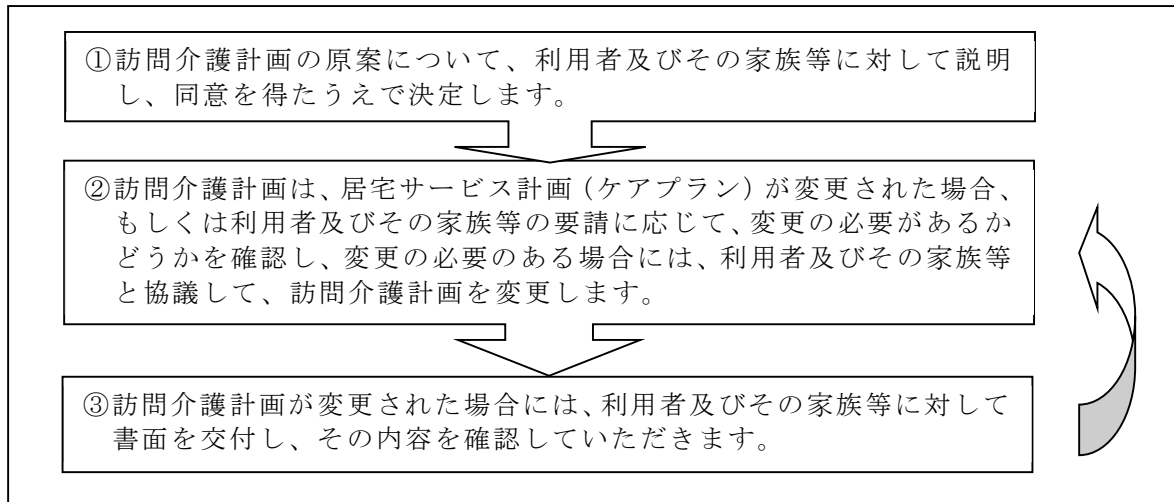 ①訪問介護計画の原案について、利用者及びその家族等に対して説明
し、同意を得たうえで決定します。
②訪問介護計画は、居宅サービス計画（ケアプラン）が変更された場合、
もしくは利用者及びその家族等の要請に応じて、変更の必要があるか
どうかを確認し、変更の必要のある場合には、利用者及びその家族等
と協議して、訪問介護計画を変更します。
③訪問介護計画が変更された場合には、利用者及びその家族等に対して
書面を交付し、その内容を確認していただきます。